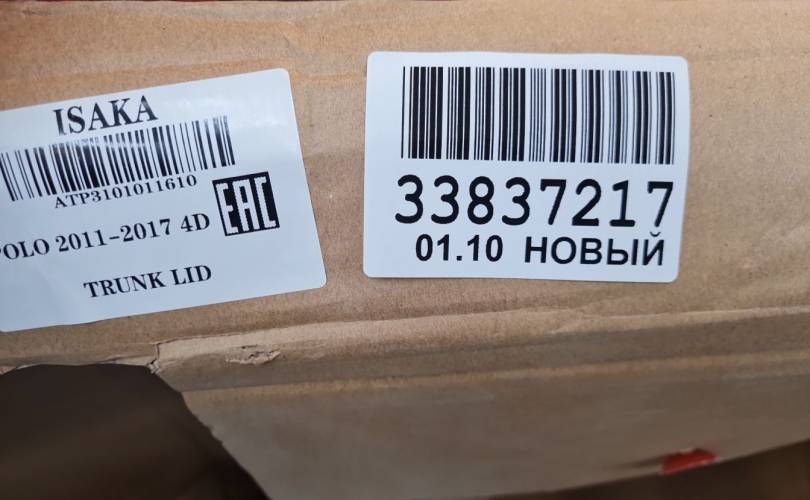 ISAKA
ATP3101011610
POLO 2011-2017 4D
EAC
TRUNK LID
33837217
01.10 НОВЫЙ